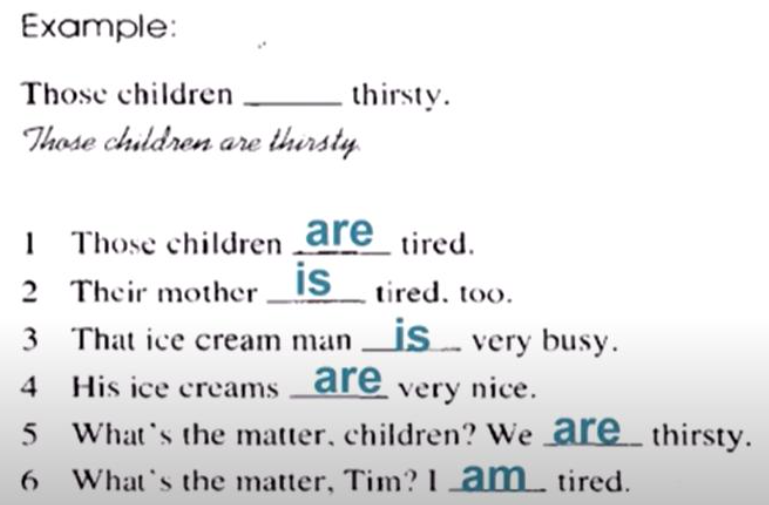 Example:
Those children ______ thirsty.
Those children are thirsty.
1 Those children are tired.
2 Their mother is tired, too.
3 That ice cream man is very busy.
4 His ice creams are very nice.
5 What's the matter, children? We are thirsty.
6 What's the matter, Tim? I am tired.